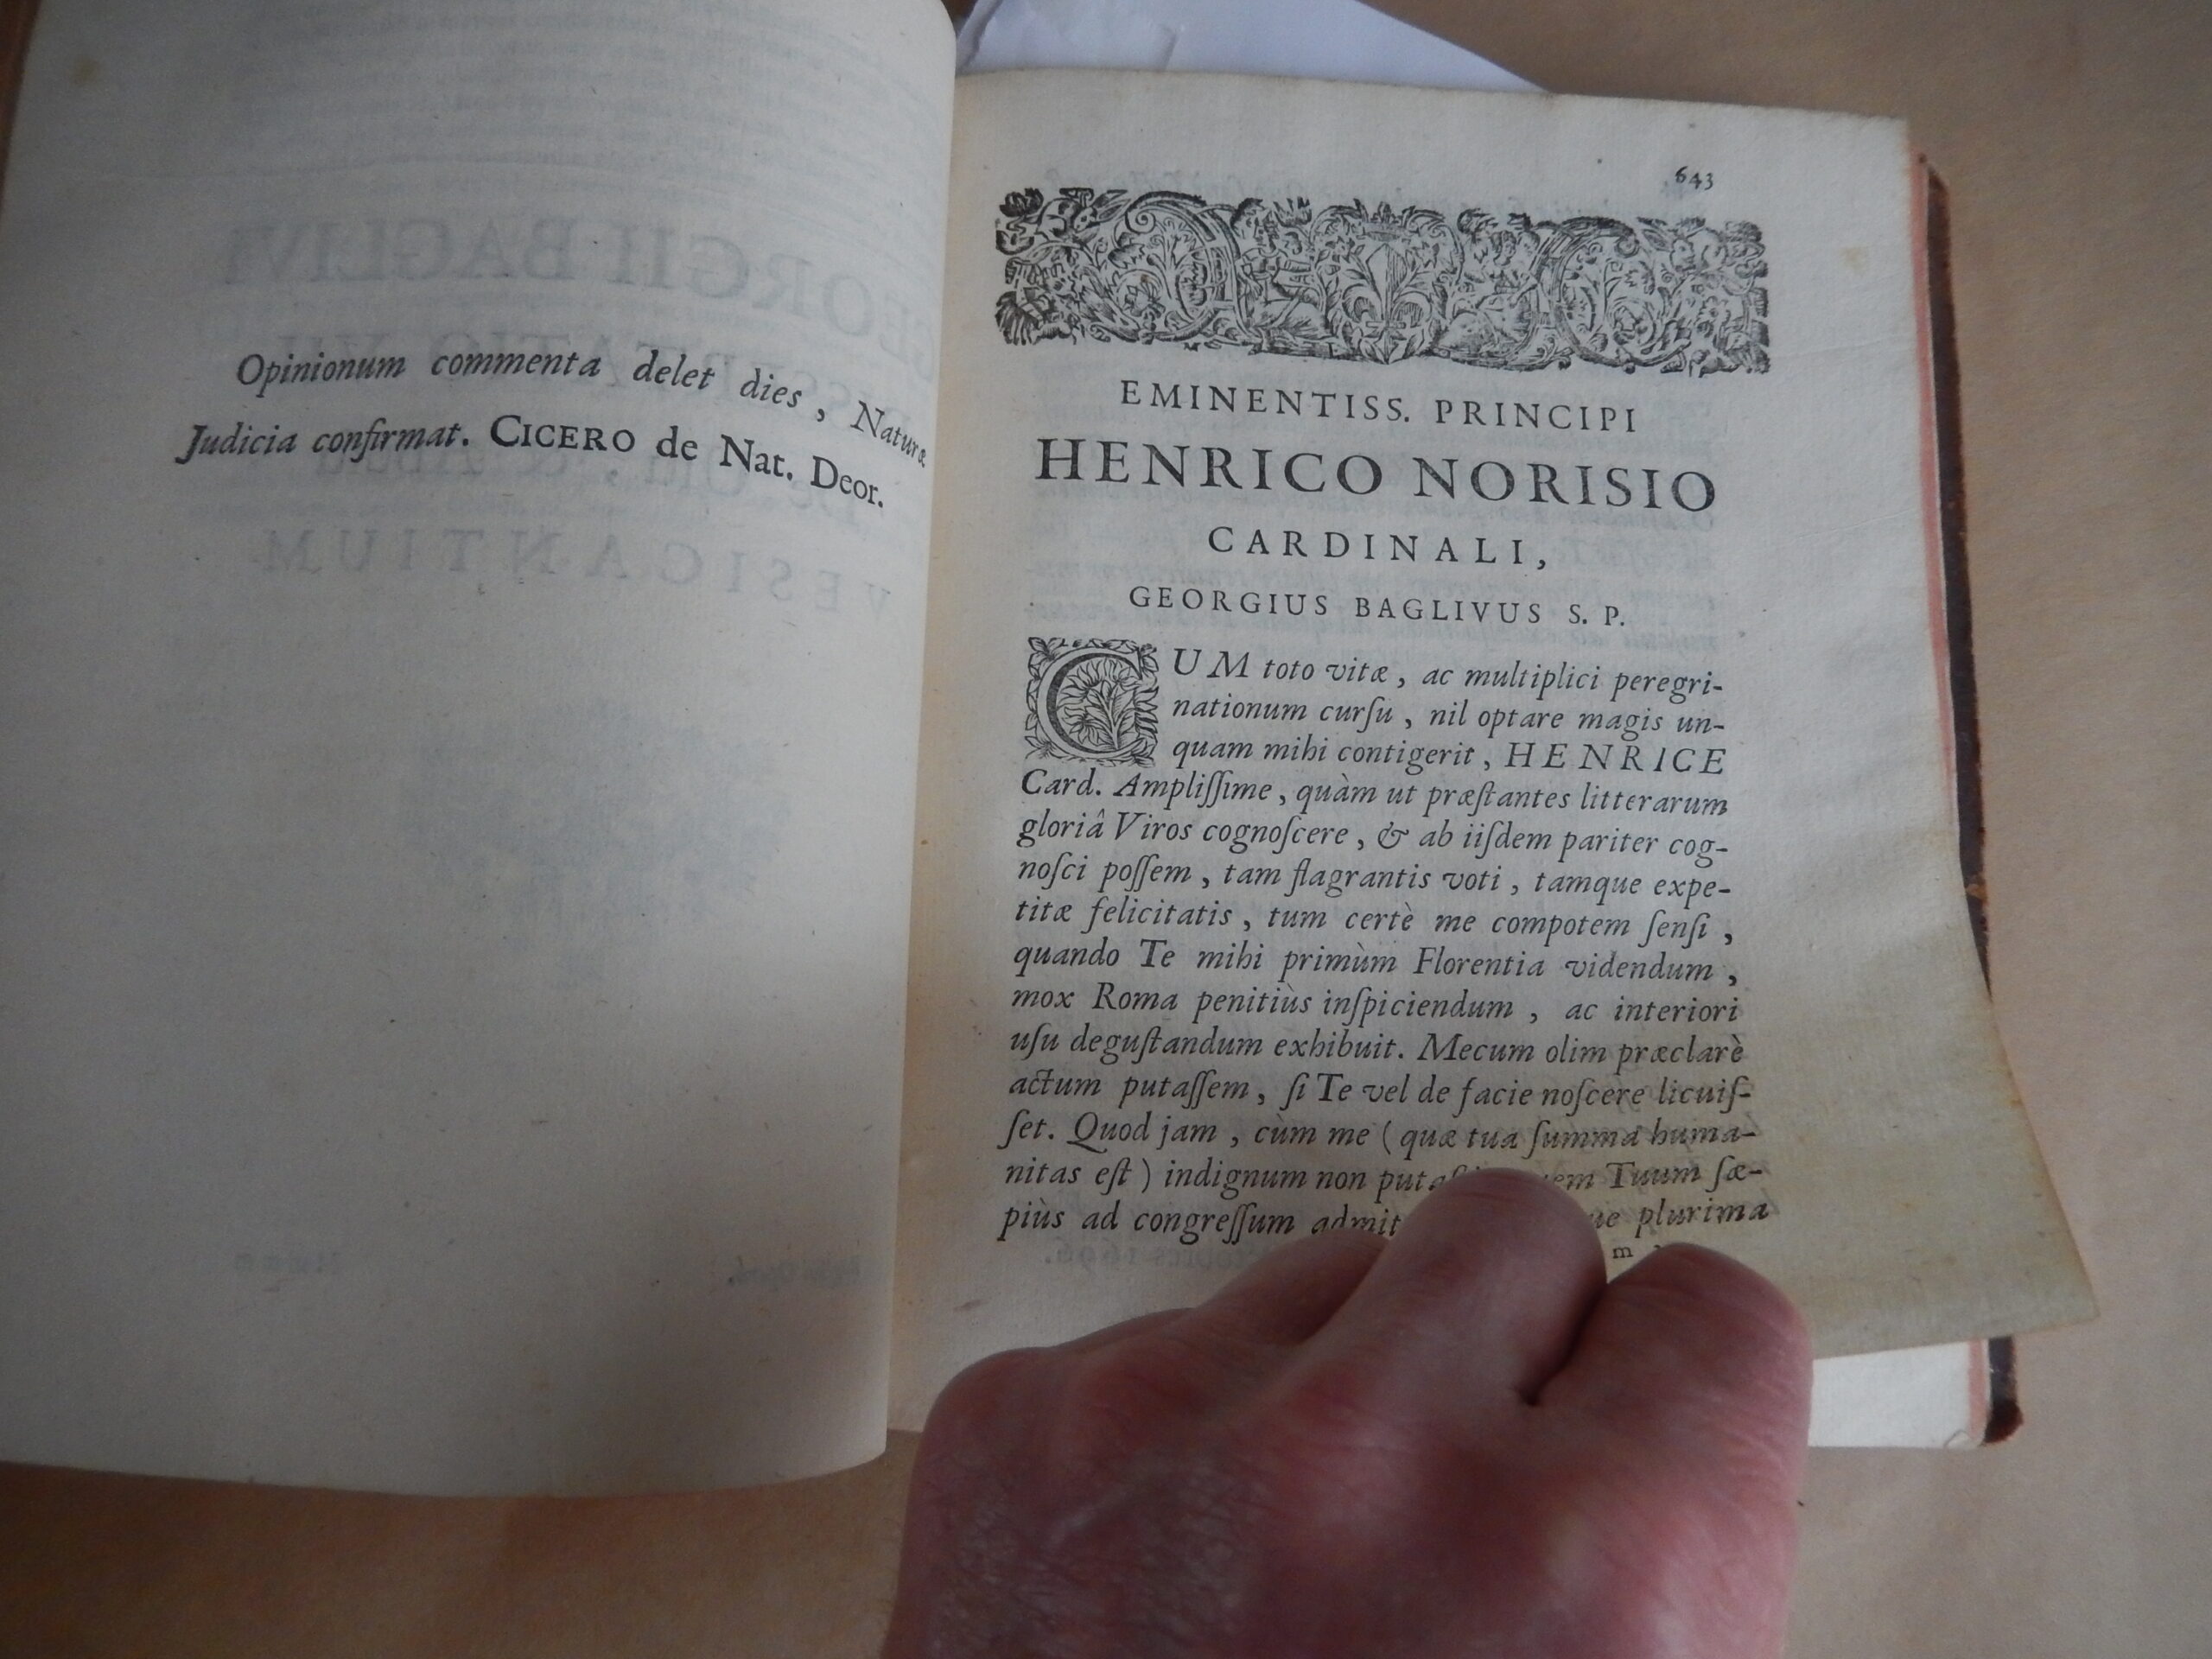 Opinionum commenta delet dies, Naturæ
Judicia confirmat. CICERO de Nat. Deor.
643
EMINENTISS. PRINCIPI
HENRICO NORISIO
CARDINALI,
GEORGIUS BAGLIVUS S. P.
CUM toto vitæ, ac multiplici peregri-
nationum curſu, nil optare magis un-
quam mihi contigerit, HENRICE
Card. Ampliſſime, quàm ut præſtantes litterarum
gloriâ Viros cognoſcere, & ab iiſdem pariter cog-
noſci poſſem, tam flagrantis voti, tamque expe-
titæ felicitatis, tum certè me compotem ſenſi,
quando Te mihi primùm Florentia videndum,
mox Roma penitiùs inſpiciendum, ac interiori
uſu deguſtandum exhibuit. Mecum olim præclarè
actum putaſſem, ſi Te vel de facie noſcere licuiſ-
ſet. Quod jam, cùm me (quæ tua ſumma huma-
nitas eſt) indignum non Tuum ſæ-
piùs ad congreſſum plurima